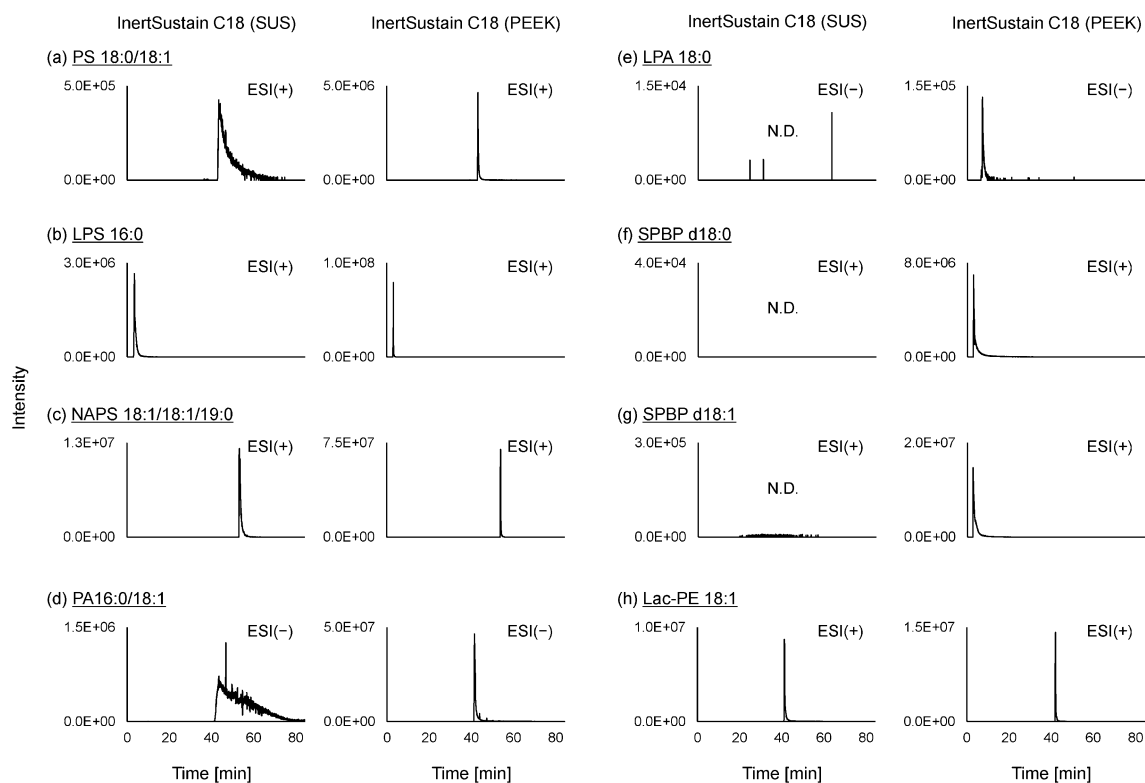 InertSustain C18 (SUS) InertSustain C18 (PEEK) InertSustain C18 (SUS) InertSustain C18 (PEEK)
(a) PS 18:0/18:1
5.0E+05 ESI(+)
0.0E+00
5.0E+06 ESI(+)
0.0E+00
(e) LPA 18:0
1.5E+04 ESI(−)
N.D.
0.0E+00
1.5E+05 ESI(−)
0.0E+00
(b) LPS 16:0
3.0E+06 ESI(+)
0.0E+00
1.0E+08 ESI(+)
0.0E+00
(f) SPBP d18:0
4.0E+04 ESI(+)
N.D.
0.0E+00
8.0E+06 ESI(+)
0.0E+00
Intensity
(c) NAPS 18:1/18:1/19:0
1.3E+07 ESI(+)
0.0E+00
7.5E+07 ESI(+)
0.0E+00
(g) SPBP d18:1
3.0E+05 ESI(+)
N.D.
0.0E+00
2.0E+07 ESI(+)
0.0E+00
(d) PA16:0/18:1
1.5E+06 ESI(−)
0.0E+00
0 20 40 60 80
Time [min]
5.0E+07 ESI(−)
0.0E+00
0 20 40 60 80
Time [min]
(h) Lac-PE 18:1
1.0E+07 ESI(+)
0.0E+00
0 20 40 60 80
Time [min]
1.5E+07 ESI(+)
0.0E+00
0 20 40 60 80
Time [min]